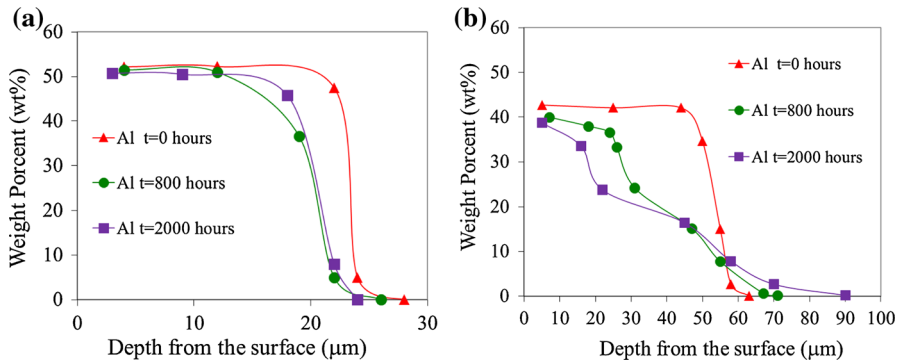 (a)
60
50
40
30
20
10
0
Weight Porcent (wt%)
Al t=0 hours
Al t=800 hours
Al t=2000 hours
0 10 20 30
Depth from the surface (μm)
(b)
60
50
40
30
20
10
0
Weight Porcent (wt%)
Al t=0 hours
Al t=800 hours
Al t=2000 hours
0 10 20 30 40 50 60 70 80 90 100
Depth from the surface (μm)